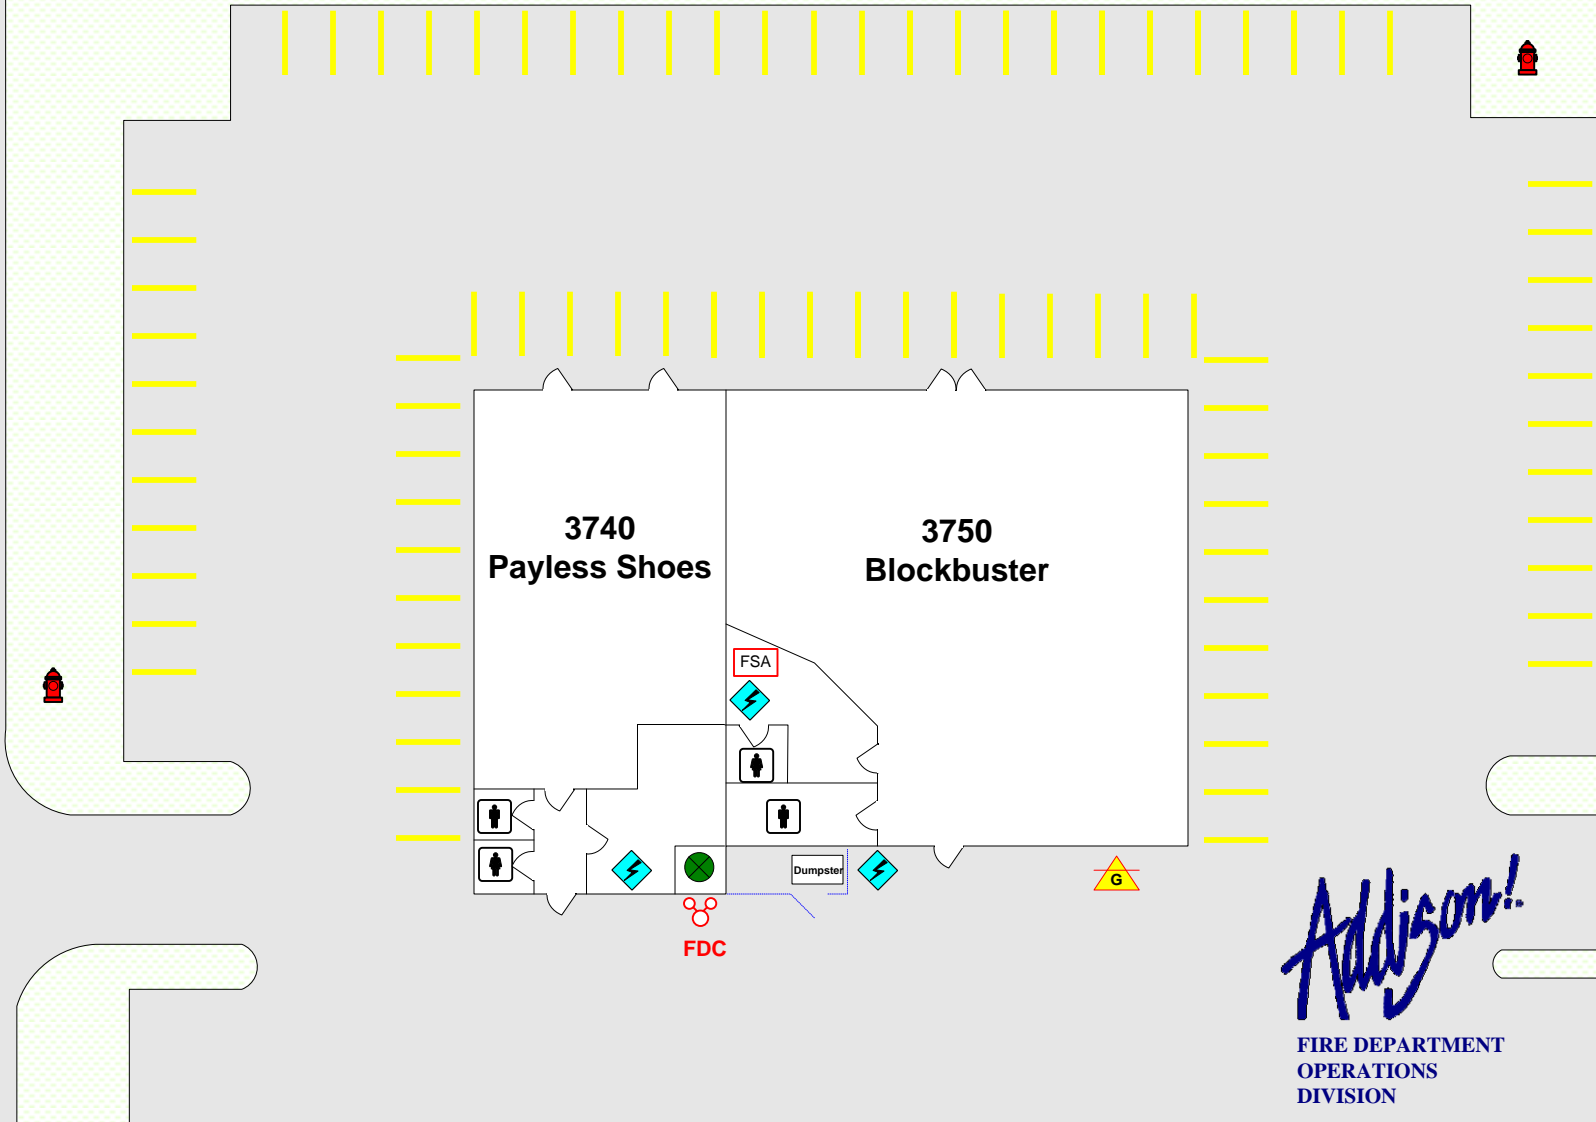 3740
Payless Shoes
3750
Blockbuster
FSA
Dumpster
G
FDC
Addison!
FIRE DEPARTMENT
OPERATIONS
DIVISION